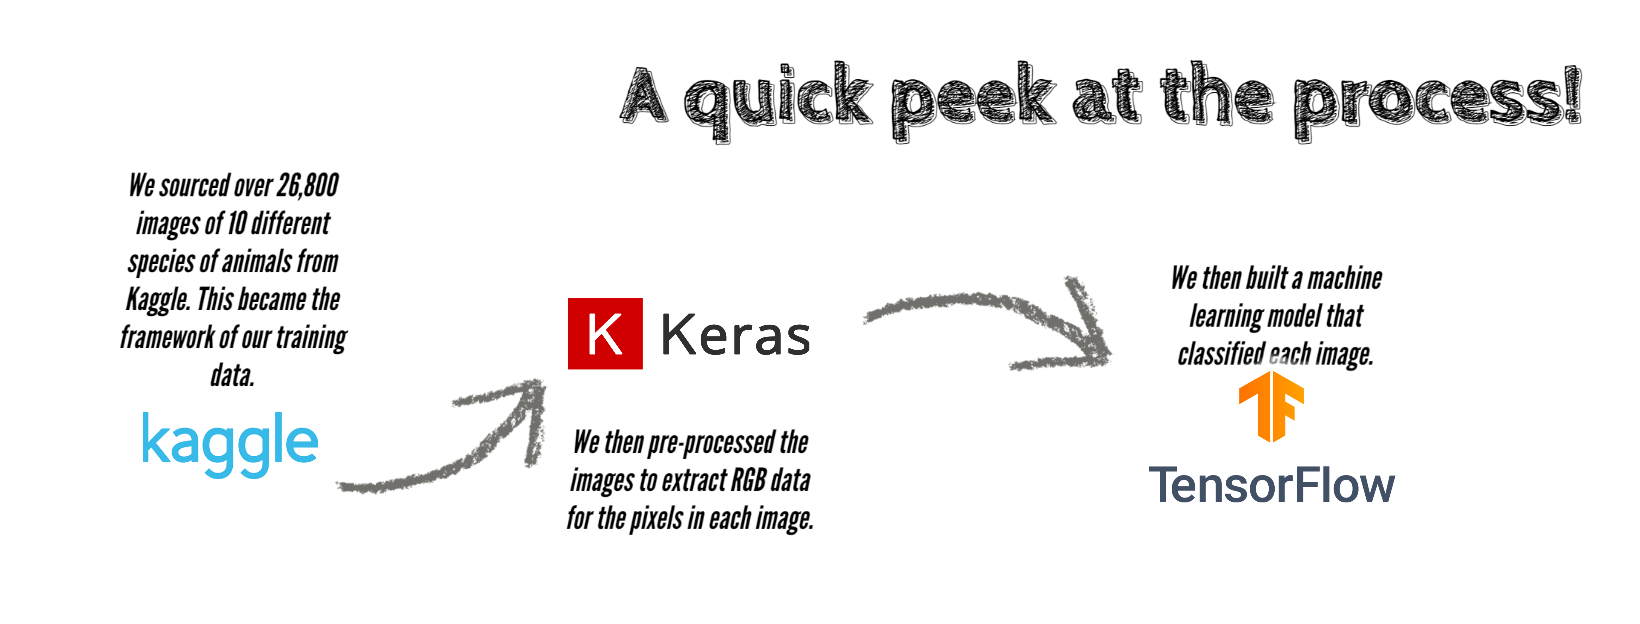 A quick peek at the process!
We sourced over 26,800
images of 10 different
species of animals from
Kaggle. This became the
framework of our training
data.
kaggle
K Keras
We then pre-processed the
images to extract RGB data
for the pixels in each image.
We then built a machine
learning model that
classified each image.
TF
TensorFlow